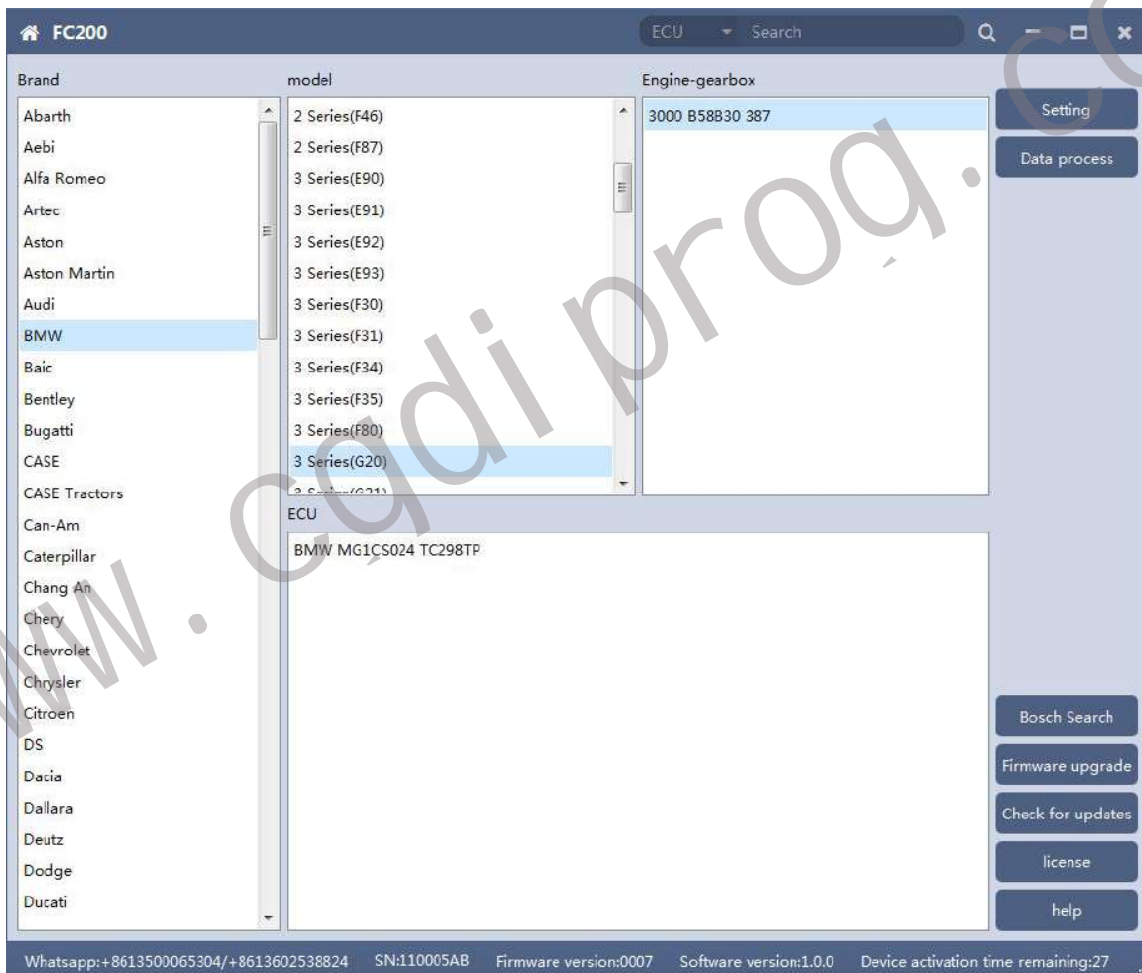 FC200
ECU
Search
Brand
model
Engine-gearbox
Abarth
Aebi
Alfa Romeo
Artec
Aston
Aston Martin
Audi
BMW
Baic
Bentley
Bugatti
CASE
CASE Tractors
Can-Am
Caterpillar
Chang An
Chery
Chevrolet
Chrysler
Citroen
DS
Dacia
Dallara
Deutz
Dodge
Ducati
2 Series(F46)
2 Series(F87)
3 Series(E90)
3 Series(E91)
3 Series(E92)
3 Series(E93)
3 Series(F30)
3 Series(F31)
3 Series(F34)
3 Series(F35)
3 Series(F80)
3 Series(G20)
3 Series(G21)
3000 B58B30 387
ECU
BMW MG1CS024 TC298TP
Setting
Data process
Bosch Search
Firmware upgrade
Check for updates
license
help
Whatsapp:+8613500065304/+8613602538824 SN:110005AB Firmware version:0007 Software version:1.0.0 Device activation time remaining:27
www.cgdiprog.co